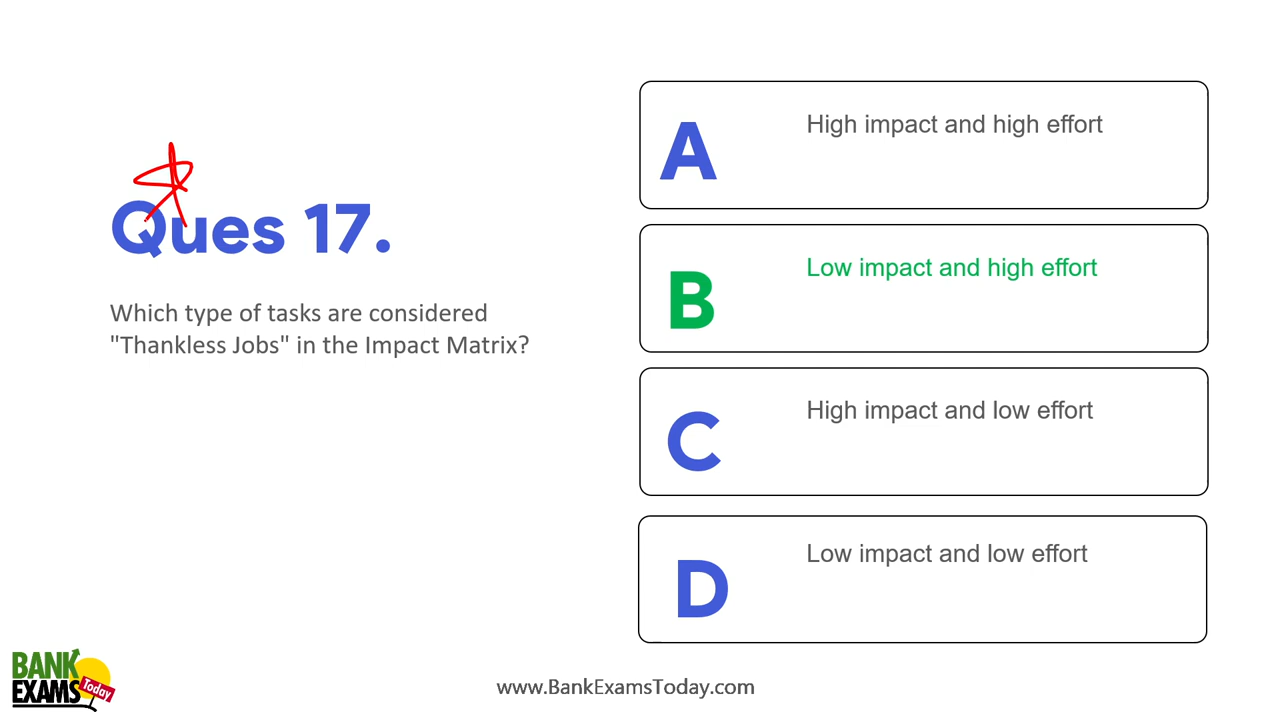 Ques 17.
Which type of tasks are considered
"Thankless Jobs" in the Impact Matrix?
A
High impact and high effort
B
Low impact and high effort
C
High impact and low effort
D
Low impact and low effort
BANK
EXAMS
Today
www.BankExamsToday.com